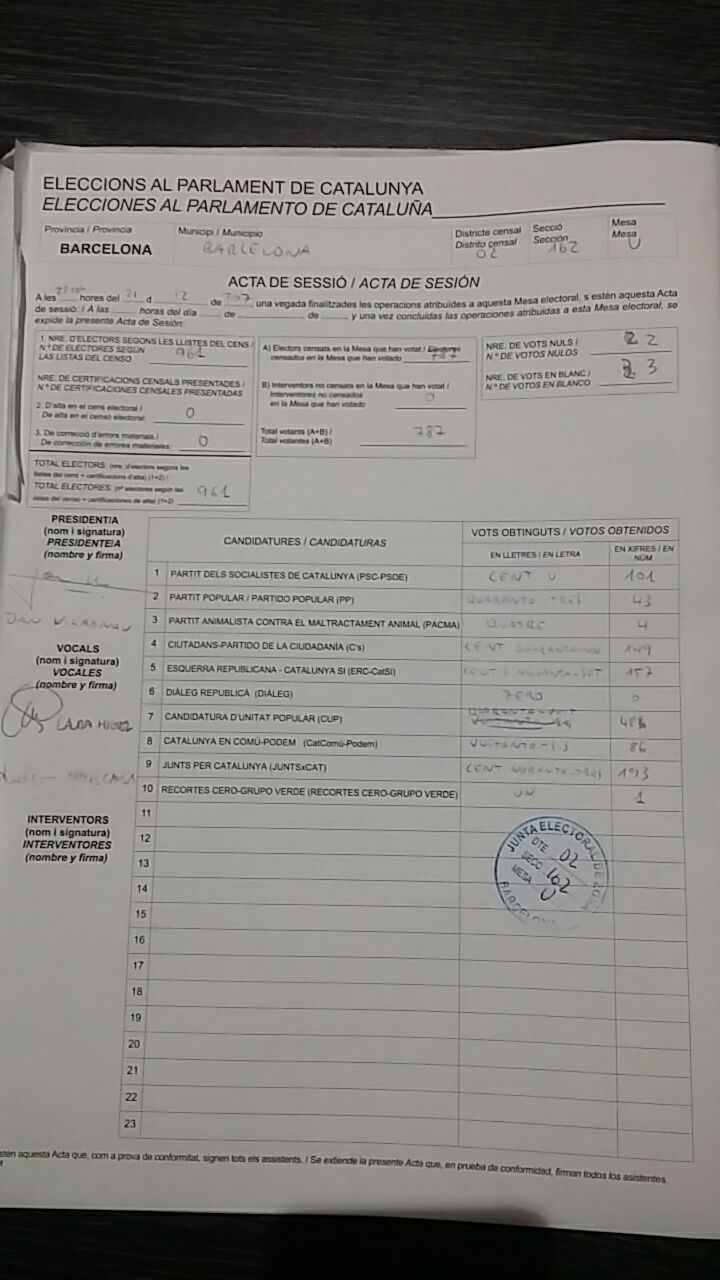 ELECCIONS AL PARLAMENT DE CATALUNYA
ELECCIONES AL PARLAMENTO DE CATALUÑA
Província / Provincia
BARCELONA
Municipi / Municipio
BARCELONA
Districte censal
Distrito censal
02
Secció
Sección
162
Mesa
Mesa
U
ACTA DE SESSIÓ / ACTA DE SESIÓN
A les hores del 21 d 12 de una vegada finalitzades les operacions atribuïdes a aquesta Mesa electoral, s'estén aquesta Acta
de sessió. / A las horas del día de de y una vez concluidas las operaciones atribuidas a esta Mesa electoral, se
expide la presente Acta de Sesión:
1. NRE. D'ELECTORS SEGONS LES LLISTES DEL CENS /
N.º DE ELECTORES SEGÚN
LAS LISTAS DEL CENSO
961
NRE. DE CERTIFICACIONS CENSALS PRESENTADES /
N.º DE CERTIFICACIONES CENSALES PRESENTADAS
2. D'alta en el cens electoral /
De alta en el censo electoral:
0
3. De correcció d'errors materials /
De corrección de errores materiales:
0
TOTAL ELECTORS: (nre. d'electors segons les
llistes del cens + certificacions d'alta) (1+2) /
TOTAL ELECTORES: (nº electores según las
listas del censo + certificaciones de alta) (1+2)
961
A) Electors censats en la Mesa que han votat / Electores
censados en la Mesa que han votado
787
B) Interventors no censats en la Mesa que han votat /
Interventores no censados
en la Mesa que han votado
0
Total votants (A+B) /
Total votantes (A+B)
787
NRE. DE VOTS NULS /
N.º DE VOTOS NULOS
2
NRE. DE VOTS EN BLANC /
N.º DE VOTOS EN BLANCO
3
PRESIDENT/A
(nom i signatura)
PRESIDENTE/A
(nombre y firma)
VOCALS
(nom i signatura)
VOCALES
(nombre y firma)
INTERVENTORS
(nom i signatura)
INTERVENTORES
(nombre y firma)
CANDIDATURES / CANDIDATURAS
VOTS OBTINGUTS / VOTOS OBTENIDOS
EN LLETRES / EN LETRA
EN XIFRES / EN NÚM.
1 PARTIT DELS SOCIALISTES DE CATALUNYA (PSC-PSOE) CENT U 101
2 PARTIT POPULAR / PARTIDO POPULAR (PP) QUARANTA-TRES 43
3 PARTIT ANIMALISTA CONTRA EL MALTRACTAMENT ANIMAL (PACMA) QUATRE 4
4 CIUTADANS-PARTIDO DE LA CIUDADANÍA (C's) CENT QUARANTA-NOU 149
5 ESQUERRA REPUBLICANA - CATALUNYA SÍ (ERC-CatSí) CENT CINQUANTA-SET 157
6 DIÀLEG REPUBLICÀ (DIÀLEG) ZERO 0
7 CANDIDATURA D'UNITAT POPULAR (CUP) QUARANTA-VUIT
8 CATALUNYA EN COMÚ-PODEM (CatComú-Podem) VUITANTA-SIS 86
9 JUNTS PER CATALUNYA (JUNTSxCAT) CENT NORANTA-TRES 193
10 RECORTES CERO-GRUPO VERDE (RECORTES CERO-GRUPO VERDE) UN 1
11
12
13
14
15
16
17
18
19
20
21
22
23
JUNTA ELECTORAL DE ZONA
DTE. 02
SECC. 162
MESA U
BARCELONA
stén aquesta Acta que, com a prova de conformitat, signen tots els assistents. / Se extiende la presente Acta que, en prueba de conformidad, firman todos los asistentes.